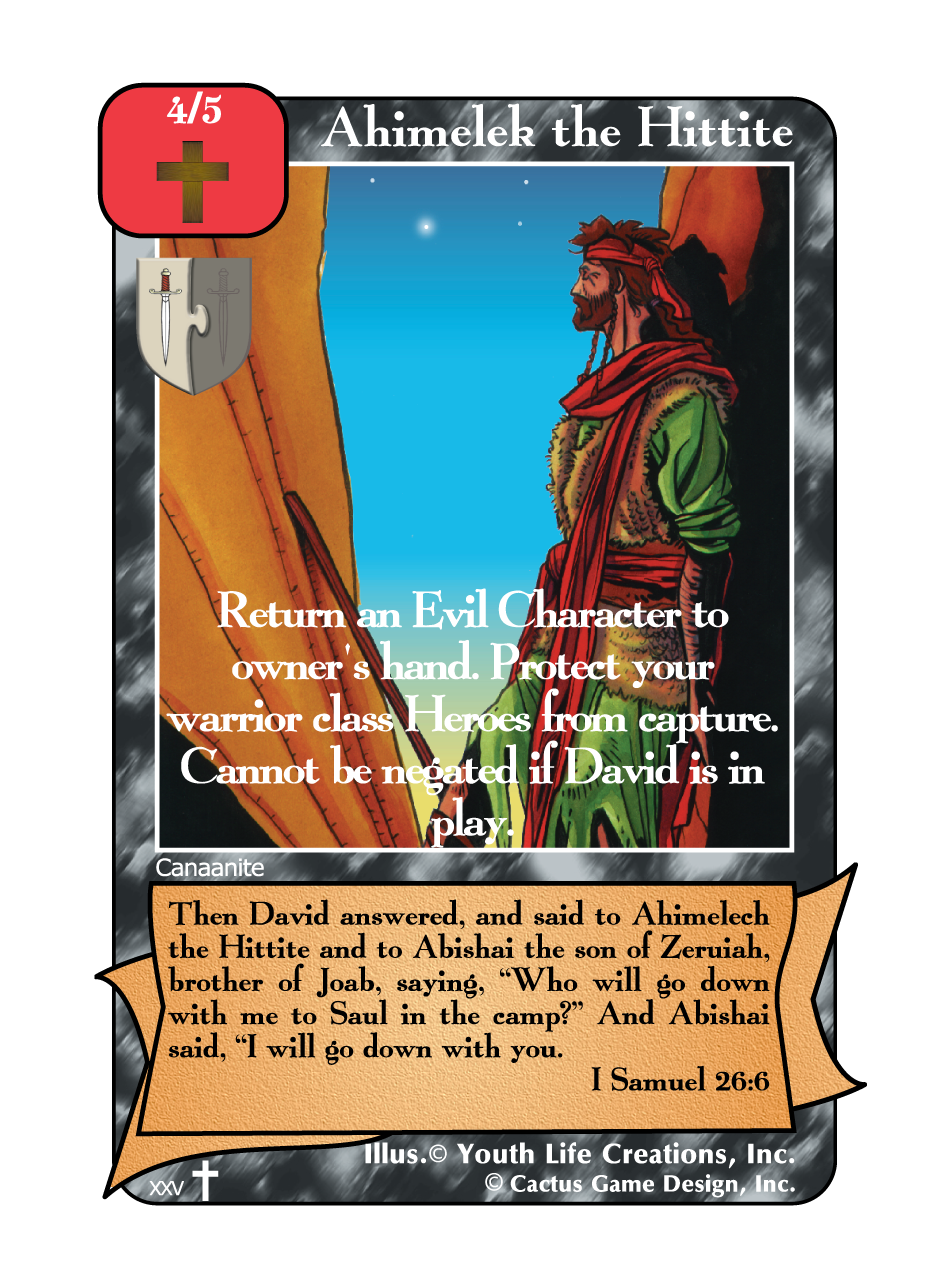 4/5
Ahimelek the Hittite
Return an Evil Character to
owner's hand. Protect your
warrior class Heroes from capture.
Cannot be negated if David is in
play.
Canaanite
Then David answered, and said to Ahimelech
the Hittite and to Abishai the son of Zeruiah,
brother of Joab, saying, “Who will go down
with me to Saul in the camp?” And Abishai
said, “I will go down with you.
I Samuel 26:6
Illus.© Youth Life Creations, Inc.
XXV
© Cactus Game Design, Inc.